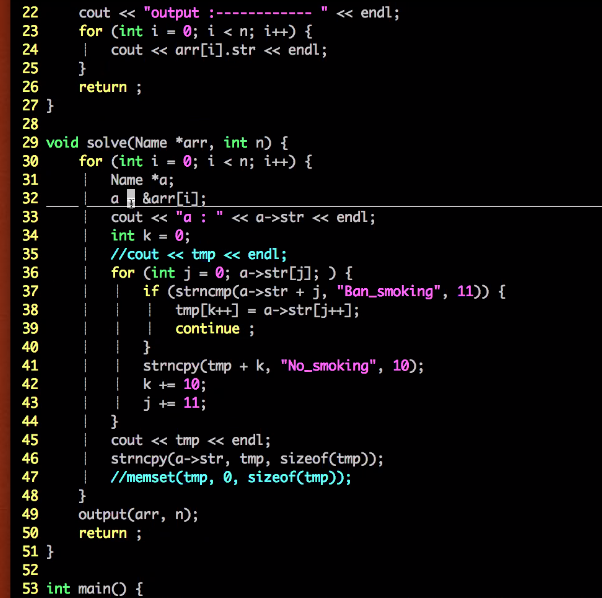 22     cout << "output :------------ " << endl;
23     for (int i = 0; i < n; i++) {
24     |   cout << arr[i].str << endl;
25     }
26     return ;
27 }
28
29 void solve(Name *arr, int n) {
30     for (int i = 0; i < n; i++) {
31     |   Name *a;
32     |   a = &arr[i];
33     |   cout << "a : " << a->str << endl;
34     |   int k = 0;
35     |   //cout << tmp << endl;
36     |   for (int j = 0; a->str[j]; ) {
37     |   |   if (strncmp(a->str + j, "Ban_smoking", 11)) {
38     |   |   |   tmp[k++] = a->str[j++];
39     |   |   |   continue ;
40     |   |   }
41     |   |   strncpy(tmp + k, "No_smoking", 10);
42     |   |   k += 10;
43     |   |   j += 11;
44     |   }
45     |   cout << tmp << endl;
46     |   strncpy(a->str, tmp, sizeof(tmp));
47     |   //memset(tmp, 0, sizeof(tmp));
48     }
49     output(arr, n);
50     return ;
51 }
52
53 int main() {